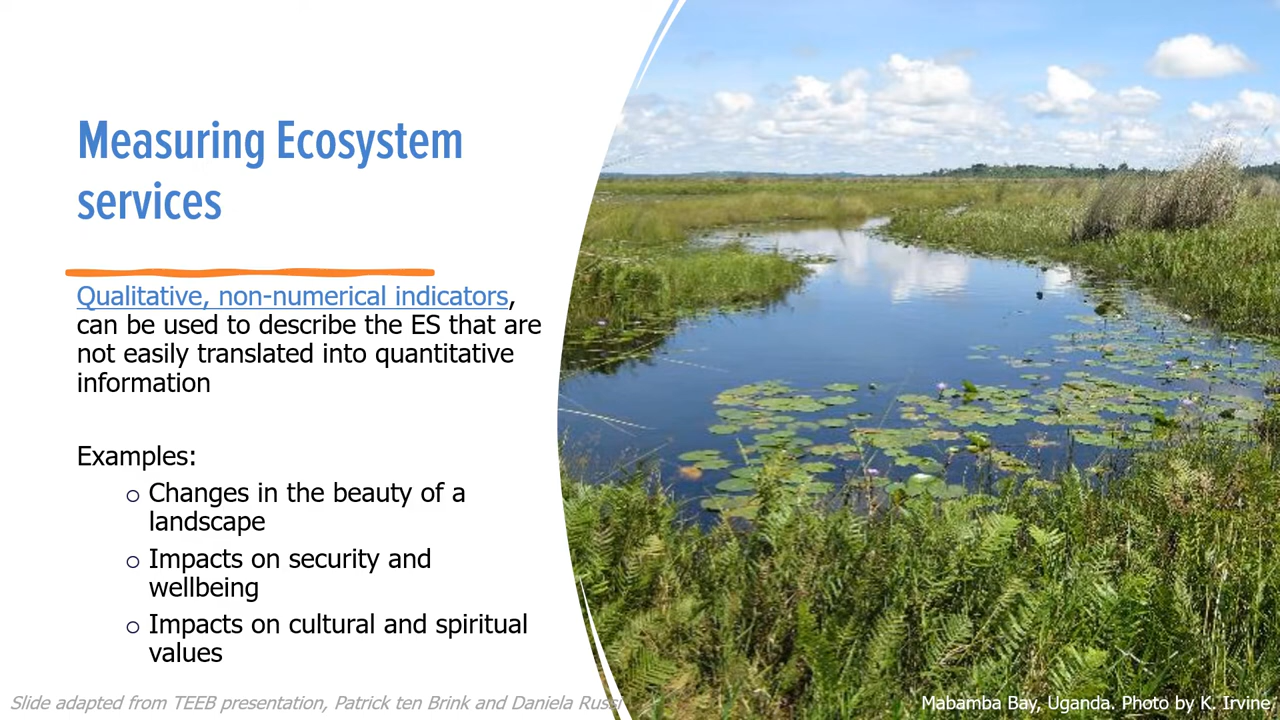 Measuring Ecosystem
services
Qualitative, non-numerical indicators,
can be used to describe the ES that are
not easily translated into quantitative
information
Examples:
o Changes in the beauty of a
landscape
o Impacts on security and
wellbeing
o Impacts on cultural and spiritual
values
Slide adapted from TEEB presentation, Patrick ten Brink and Daniela Russi
Mabamba Bay, Uganda. Photo by K. Irvine.